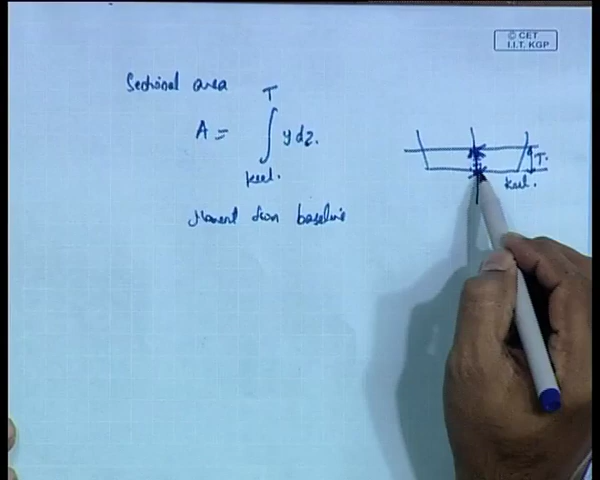 © CET
I.I.T. KGP
Sectional area
T
A = ∫ y dz.
keel.
T.
keel.
Moment from baseline